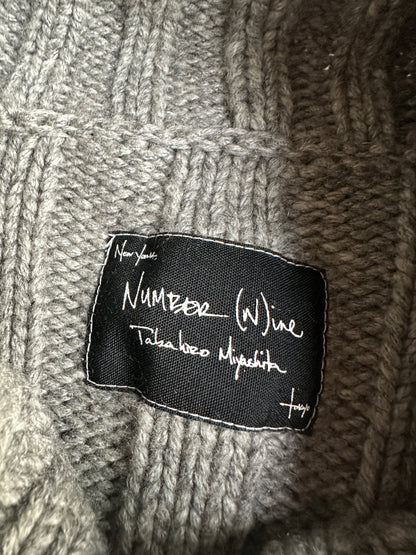 New York
NUMBER (N)ine
Takahiro Miyashita
tokyo